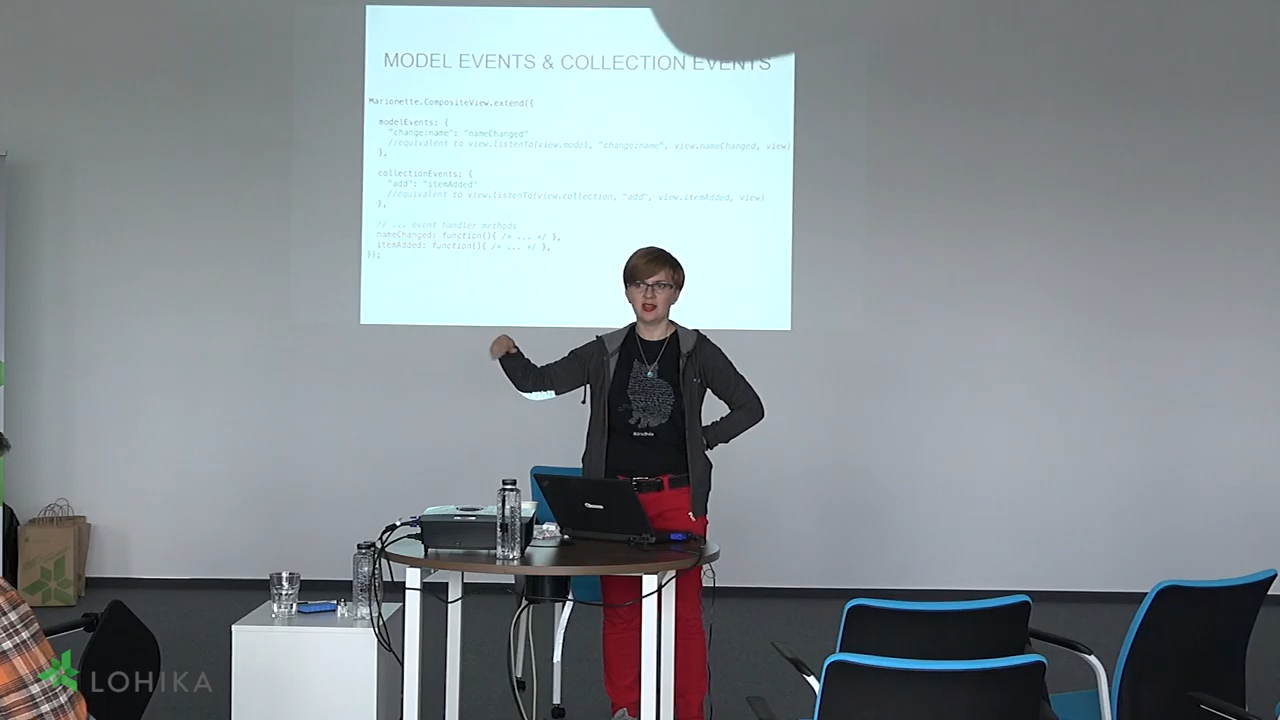 MODEL EVENTS & COLLECTION EVENTS
Marionette.CompositeView.extend({
modelEvents: {
"change:name": "nameChanged"
//equivalent to view.listenTo(view.model, "change:name", view.nameChanged, view)
},
collectionEvents: {
"add": "itemAdded"
//equivalent to view.listenTo(view.collection, "add", view.itemAdded, view)
},
// ... event handler methods
nameChanged: function(){ /* ... */ },
itemAdded: function(){ /* ... */ },
});
LOHIKA